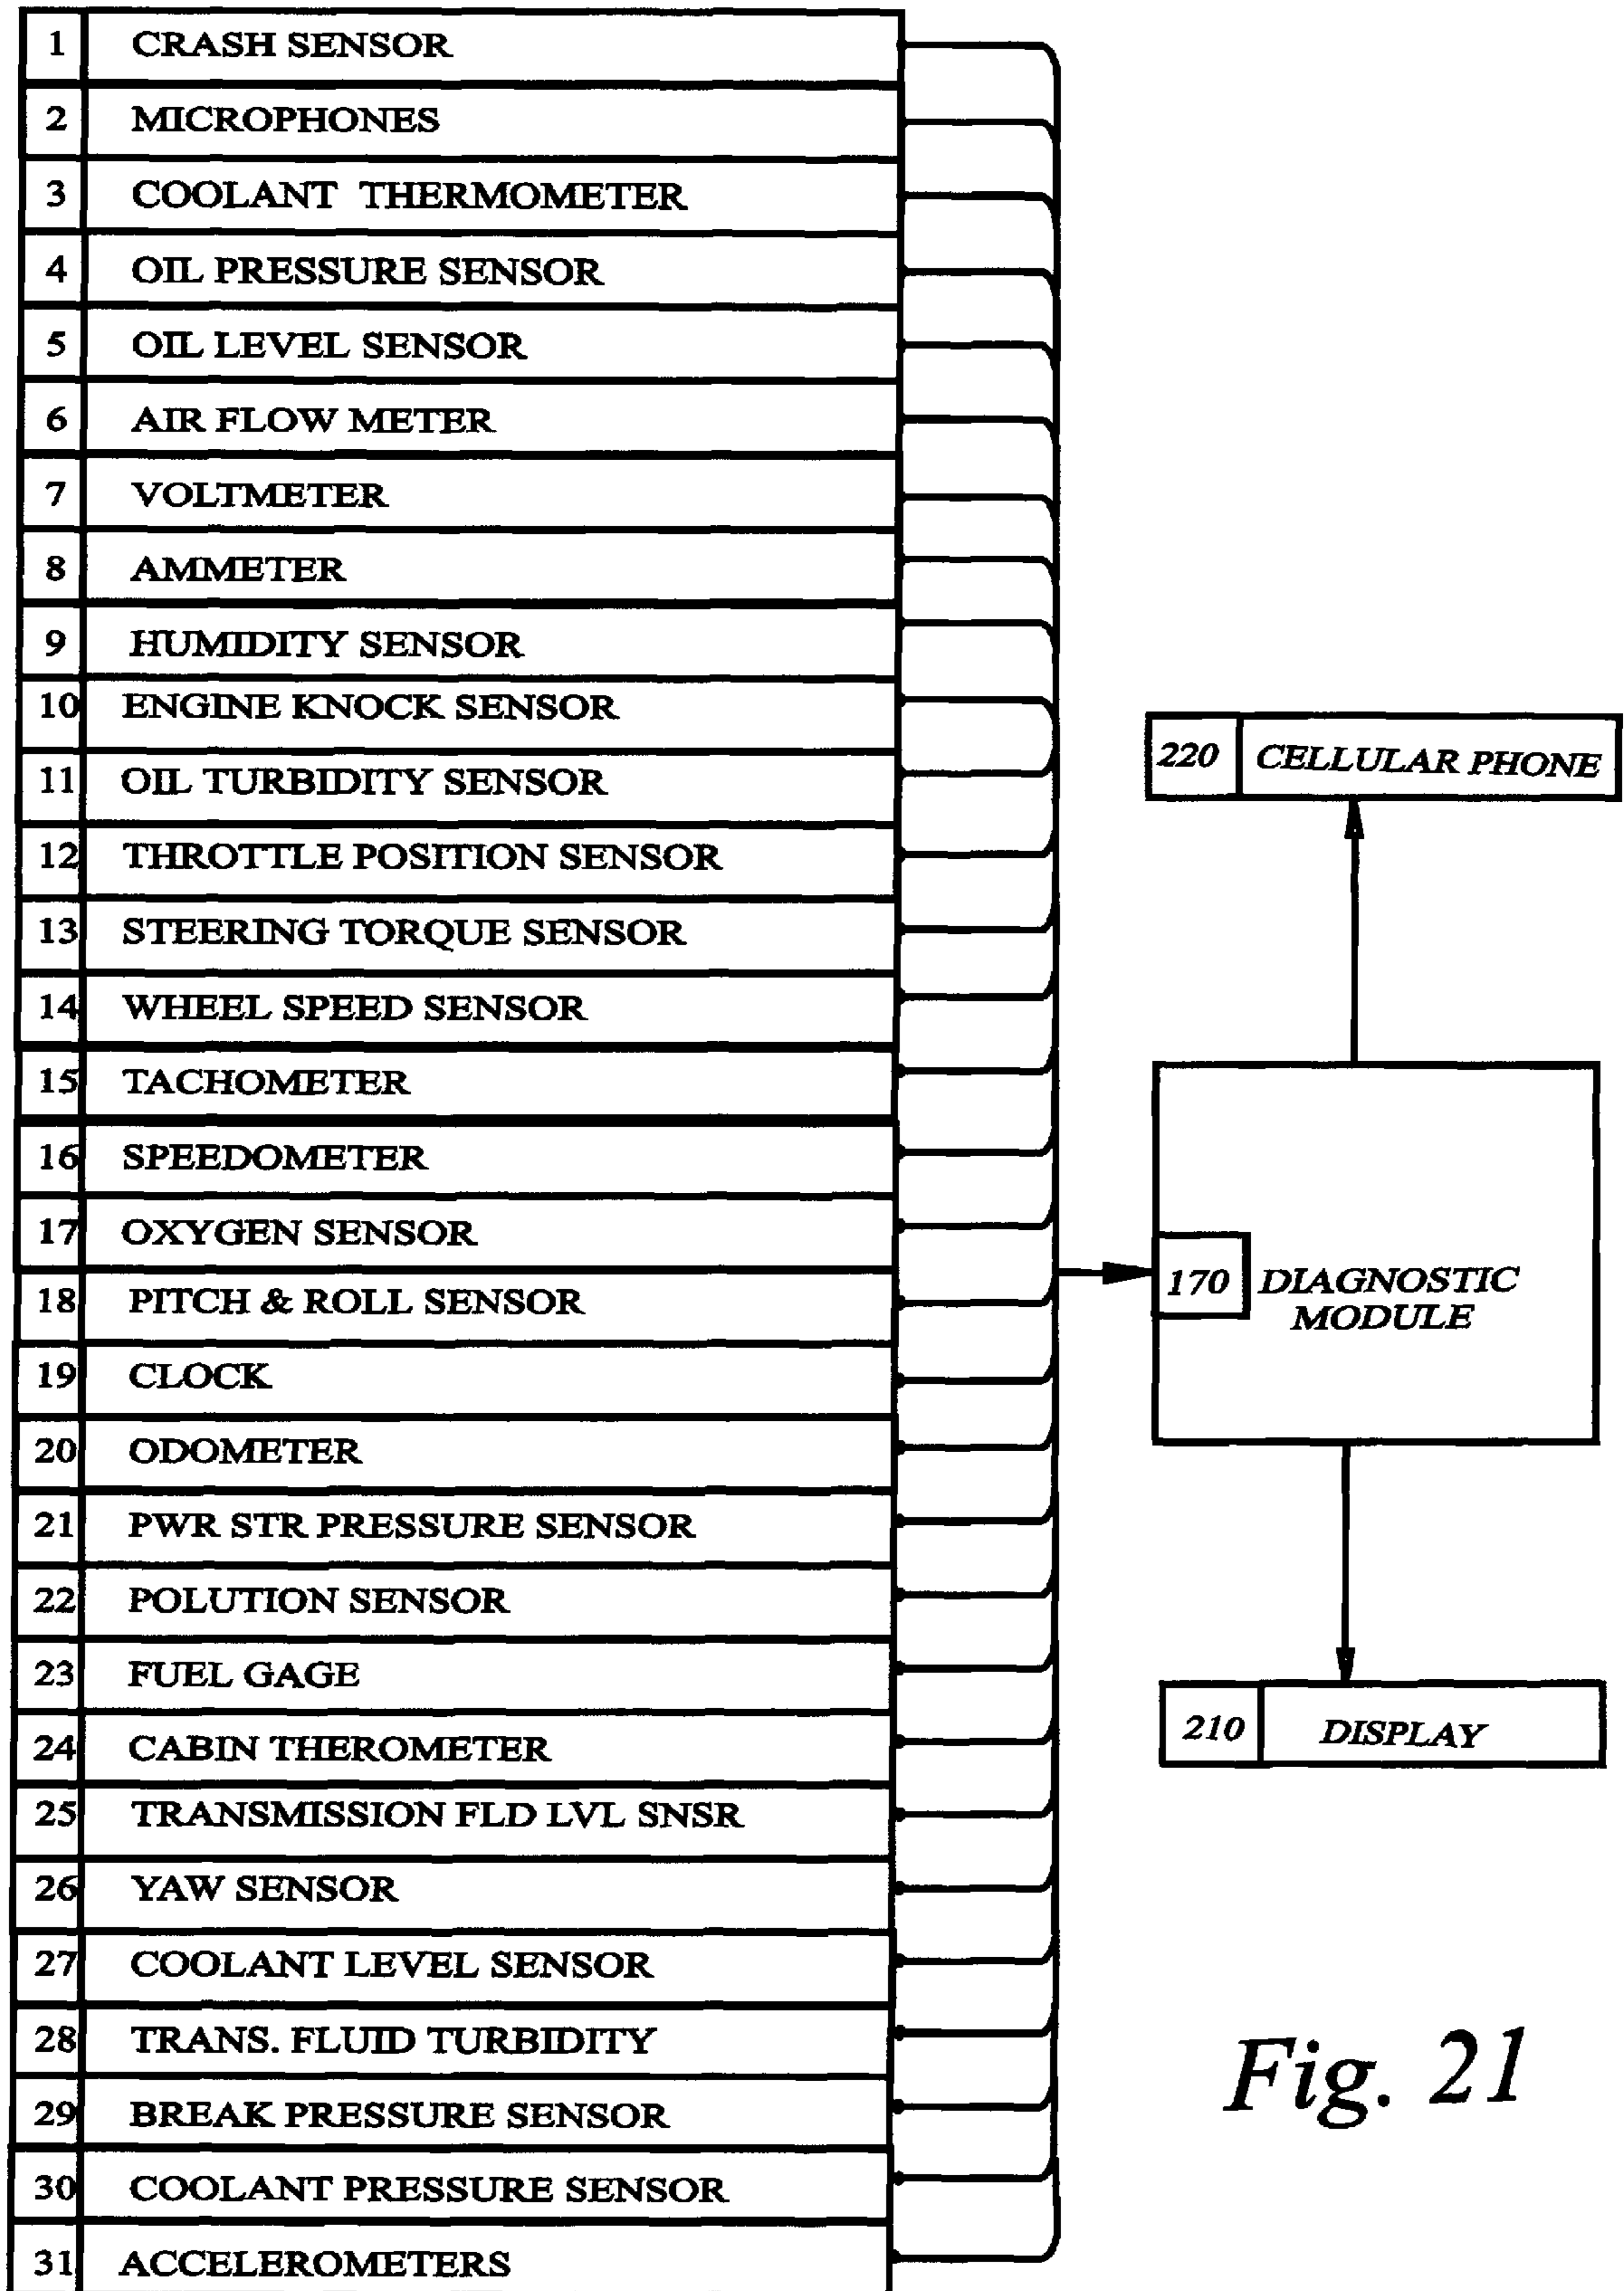 1 CRASH SENSOR
2 MICROPHONES
3 COOLANT THERMOMETER
4 OIL PRESSURE SENSOR
5 OIL LEVEL SENSOR
6 AIR FLOW METER
7 VOLTMETER
8 AMMETER
9 HUMIDITY SENSOR
10 ENGINE KNOCK SENSOR
11 OIL TURBIDITY SENSOR
12 THROTTLE POSITION SENSOR
13 STEERING TORQUE SENSOR
14 WHEEL SPEED SENSOR
15 TACHOMETER
16 SPEEDOMETER
17 OXYGEN SENSOR
18 PITCH & ROLL SENSOR
19 CLOCK
20 ODOMETER
21 PWR STR PRESSURE SENSOR
22 POLUTION SENSOR
23 FUEL GAGE
24 CABIN THEROMETER
25 TRANSMISSION FLD LVL SNSR
26 YAW SENSOR
27 COOLANT LEVEL SENSOR
28 TRANS. FLUID TURBIDITY
29 BREAK PRESSURE SENSOR
30 COOLANT PRESSURE SENSOR
31 ACCELEROMETERS
220 CELLULAR PHONE
170 DIAGNOSTIC
MODULE
210 DISPLAY
Fig. 21